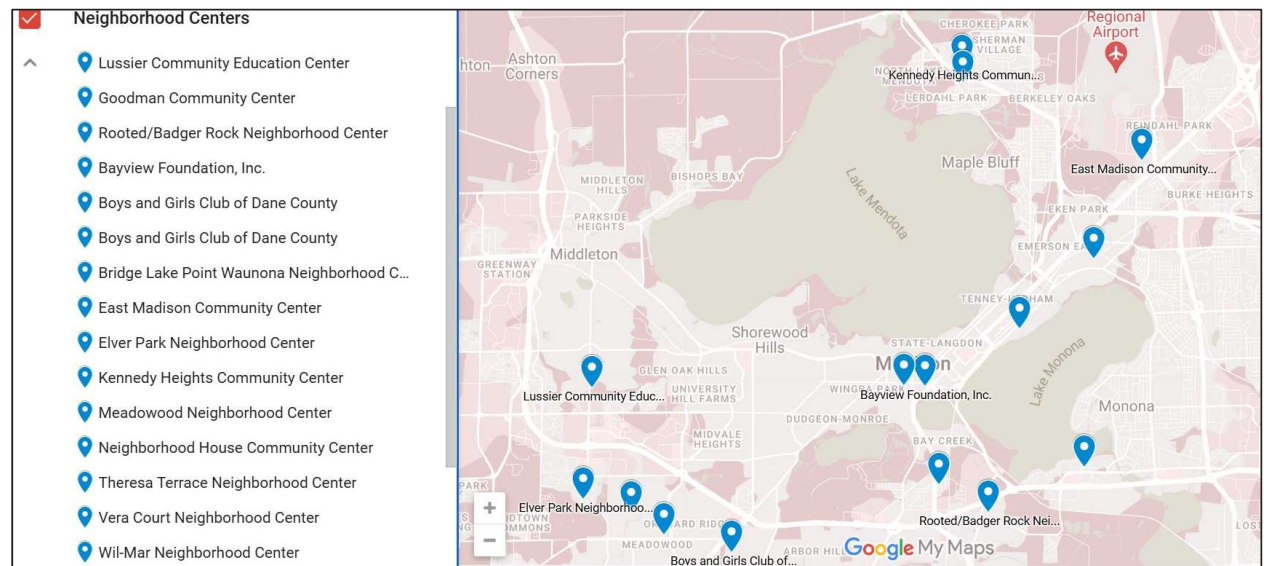 Neighborhood Centers
Lussier Community Education Center
Goodman Community Center
Rooted/Badger Rock Neighborhood Center
Bayview Foundation, Inc.
Boys and Girls Club of Dane County
Boys and Girls Club of Dane County
Bridge Lake Point Waunona Neighborhood C...
East Madison Community Center
Elver Park Neighborhood Center
Kennedy Heights Community Center
Meadowood Neighborhood Center
Neighborhood House Community Center
Theresa Terrace Neighborhood Center
Vera Court Neighborhood Center
Wil-Mar Neighborhood Center
Regional
Airport
CHEROKEE PARK
SHERMAN
VILLAGE
Ashton
Corners
Kennedy Heights Commun...
LERDAHL PARK
BERKELEY OAKS
REINDAHL PARK
Maple Bluff
East Madison Community...
BISHOPS BAY
MIDDLETON
HILLS
Lake Mendota
BURKE HEIGHTS
EKEN PARK
PARKSIDE
HEIGHTS
EMERSON
Middleton
GREENWAY
STATION
Shorewood
Hills
STATE-LANGDON
Lake Monona
GLEN OAK HILLS
Lussier Community Educ...
UNIVERSITY
HILL FARMS
WINGRA PARK
Bayview Foundation, Inc.
Monona
DUDGEON-MONROE
MIDVALE
HEIGHTS
BAY CREEK
PARK
+
Elver Park Neighborhoo...
Rooted/Badger Rock Nei...
−
MEADOWOOD
ARBOR
Google My Maps
Boys and Girls Club of...